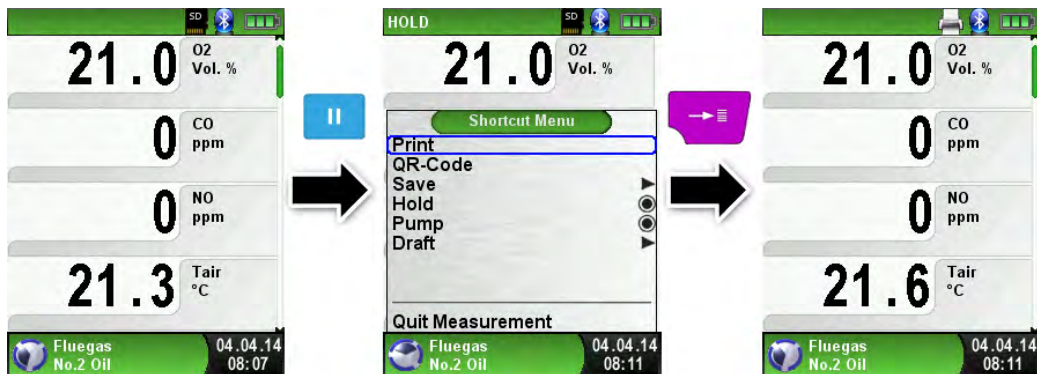 SD
21.0 O2 Vol. %
0 CO ppm
0 NO ppm
21.3 Tair °C
Fluegas 04.04.14
No.2 Oil 08:07
HOLD SD
21.0 O2 Vol. %
Shortcut Menu
Print
QR-Code
Save
Hold
Pump
Draft
Quit Measurement
Fluegas 04.04.14
No.2 Oil 08:11
21.0 O2 Vol. %
0 CO ppm
0 NO ppm
21.6 Tair °C
Fluegas 04.04.14
No.2 Oil 08:11